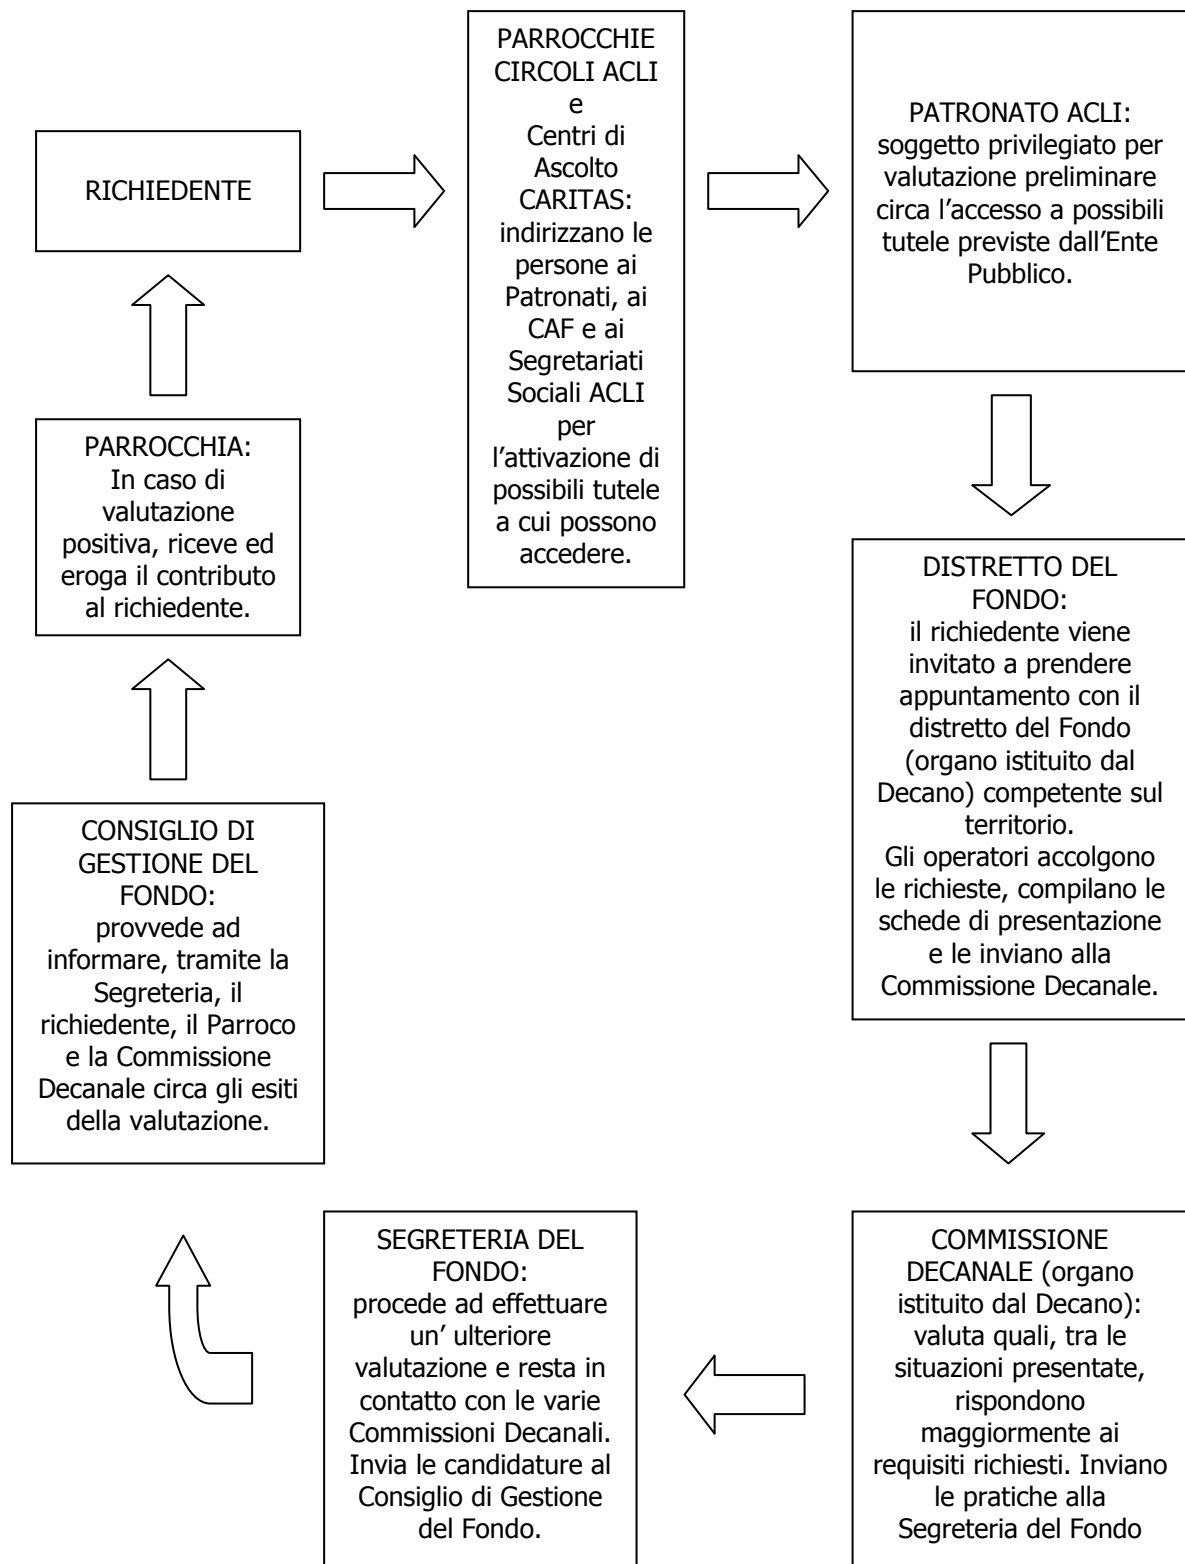 RICHIEDENTE
PARROCCHIE
CIRCOLI ACLI
e
Centri di
Ascolto
CARITAS:
indirizzano le
persone ai
Patronati, ai
CAF e ai
Segretariati
Sociali ACLI
per
l’attivazione di
possibili tutele
a cui possono
accedere.
PATRONATO ACLI:
soggetto privilegiato per
valutazione preliminare
circa l’accesso a possibili
tutele previste dall’Ente
Pubblico.
DISTRETTO DEL
FONDO:
il richiedente viene
invitato a prendere
appuntamento con il
distretto del Fondo
(organo istituito dal
Decano) competente sul
territorio.
Gli operatori accolgono
le richieste, compilano le
schede di presentazione
e le inviano alla
Commissione Decanale.
COMMISSIONE
DECANALE (organo
istituito dal Decano):
valuta quali, tra le
situazioni presentate,
rispondono
maggiormente ai
requisiti richiesti. Inviano
le pratiche alla
Segreteria del Fondo
SEGRETERIA DEL
FONDO:
procede ad effettuare
un’ ulteriore
valutazione e resta in
contatto con le varie
Commissioni Decanali.
Invia le candidature al
Consiglio di Gestione
del Fondo.
CONSIGLIO DI
GESTIONE DEL
FONDO:
provvede ad
informare, tramite la
Segreteria, il
richiedente, il Parroco
e la Commissione
Decanale circa gli esiti
della valutazione.
PARROCCHIA:
In caso di
valutazione
positiva, riceve ed
eroga il contributo
al richiedente.